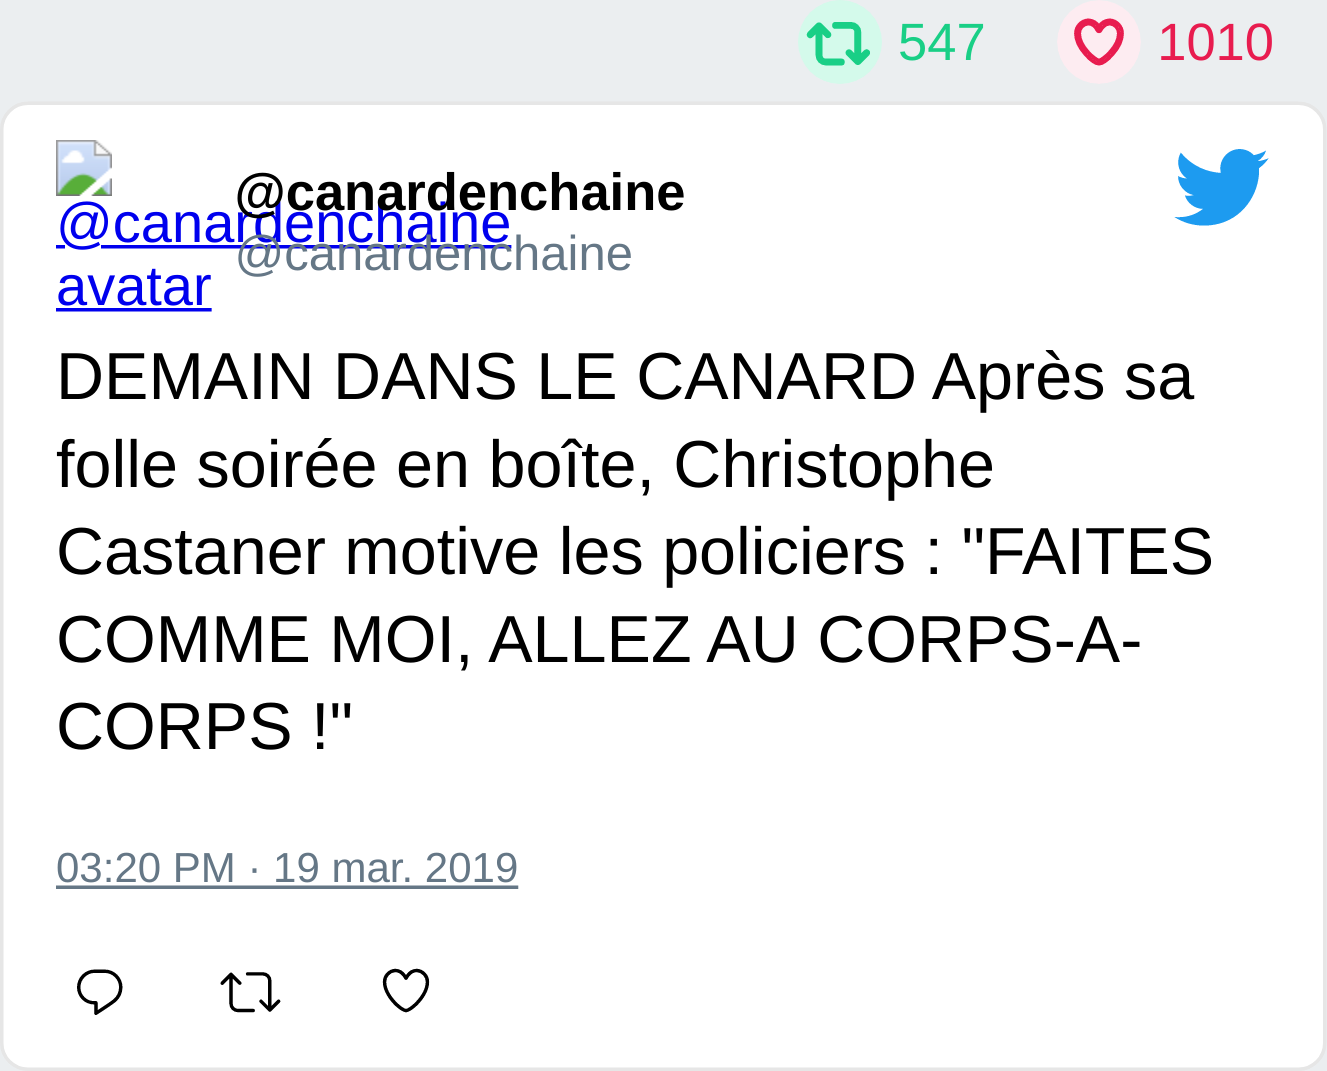 547 1010
@canardenchaine
@canardenchaine
@canardenchaine
avatar
DEMAIN DANS LE CANARD Après sa
folle soirée en boîte, Christophe
Castaner motive les policiers : "FAITES
COMME MOI, ALLEZ AU CORPS-A-
CORPS !"
03:20 PM · 19 mar. 2019